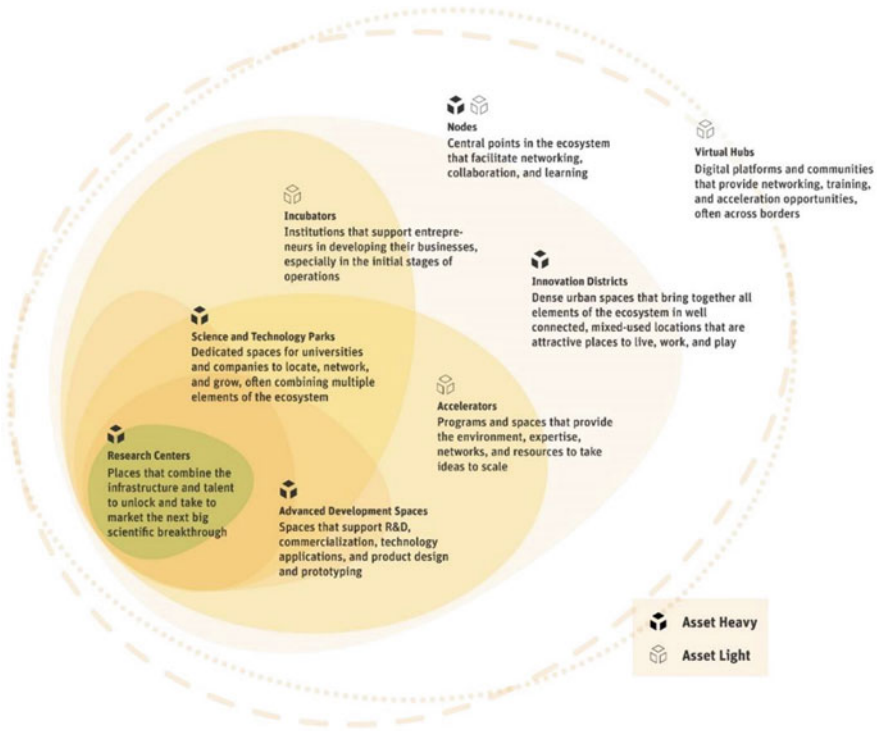 Nodes
Central points in the ecosystem
that facilitate networking,
collaboration, and learning
Virtual Hubs
Digital platforms and communities
that provide networking, training,
and acceleration opportunities,
often across borders
Incubators
Institutions that support entrepre-
neurs in developing their businesses,
especially in the initial stages of
operations
Innovation Districts
Dense urban spaces that bring together all
elements of the ecosystem in well
connected, mixed-used locations that are
attractive places to live, work, and play
Science and Technology Parks
Dedicated spaces for universities
and companies to locate, network,
and grow, often combining multiple
elements of the ecosystem
Accelerators
Programs and spaces that provide
the environment, expertise,
networks, and resources to take
ideas to scale
Research Centers
Places that combine the
infrastructure and talent
to unlock and take to
market the next big
scientific breakthrough
Advanced Development Spaces
Spaces that support R&D,
commercialization, technology
applications, and product design
and prototyping
Asset Heavy
Asset Light